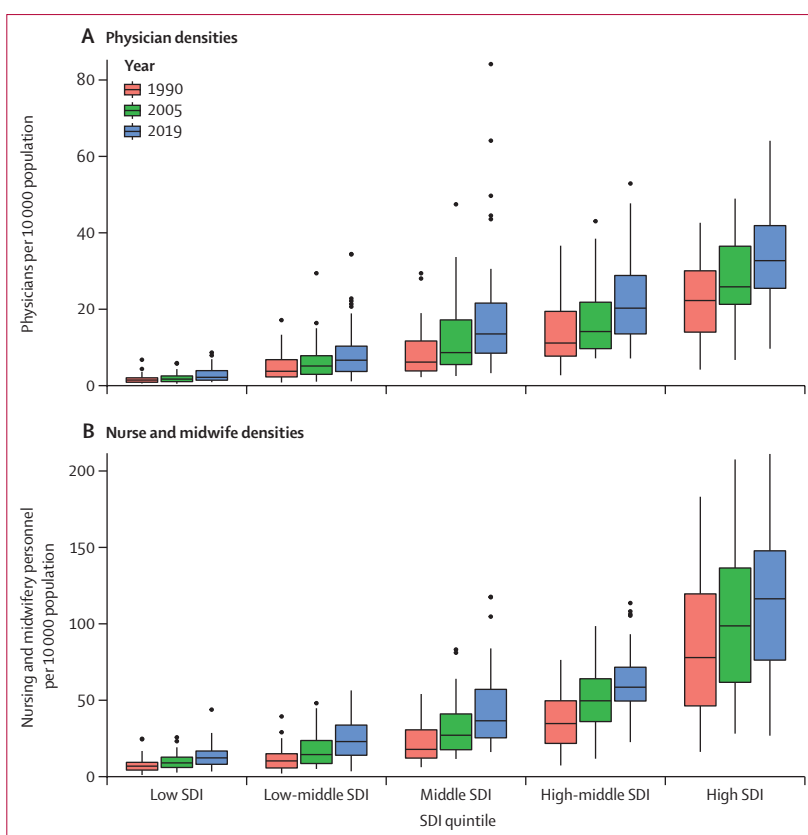 A Physician densities
Year
1990
2005
2019
80
60
40
20
0
Physicians per 10 000 population
B Nurse and midwife densities
200
150
100
50
0
Nursing and midwifery personnel
per 10 000 population
Low SDI Low-middle SDI Middle SDI High-middle SDI High SDI
SDI quintile